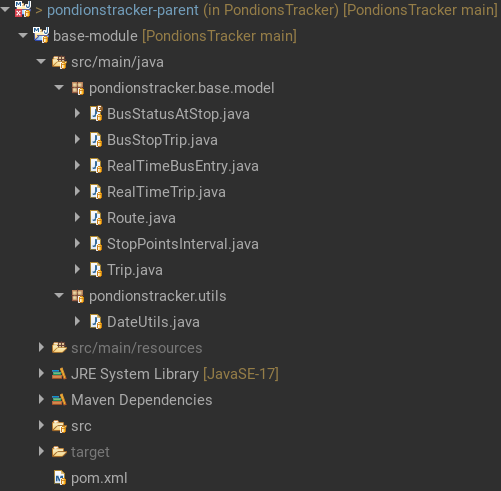 > pondionstracker-parent (in PondionsTracker) [PondionsTracker main]
base-module [PondionsTracker main]
src/main/java
pondionstracker.base.model
BusStatusAtStop.java
BusStopTrip.java
RealTimeBusEntry.java
RealTimeTrip.java
Route.java
StopPointsInterval.java
Trip.java
pondionstracker.utils
DateUtils.java
src/main/resources
JRE System Library [JavaSE-17]
Maven Dependencies
src
target
pom.xml